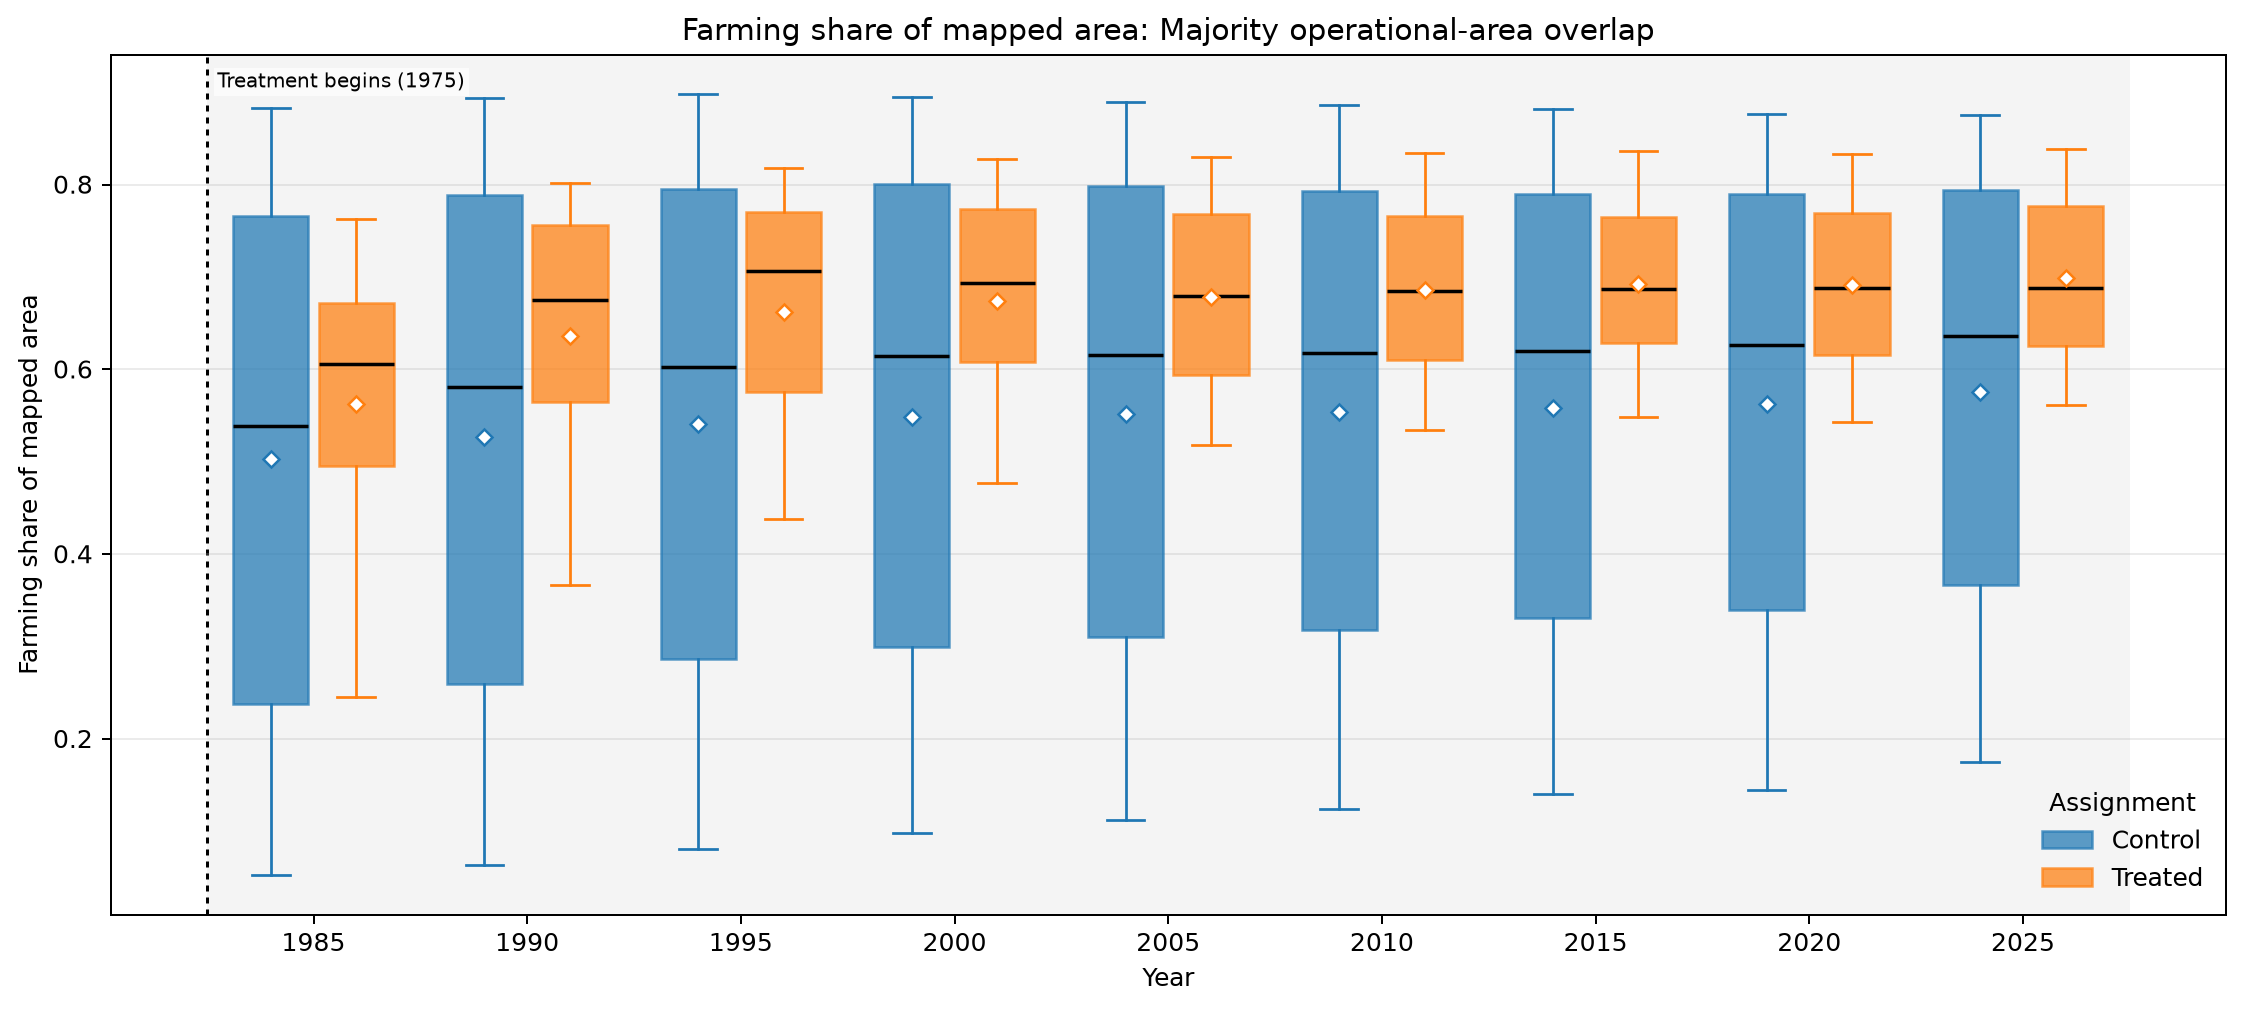 Farming share of mapped area: Majority operational-area overlap
Treatment begins (1975)
Farming share of mapped area
0.8
0.6
0.4
0.2
1985
1990
1995
2000
2005
2010
2015
2020
2025
Year
Assignment
Control
Treated